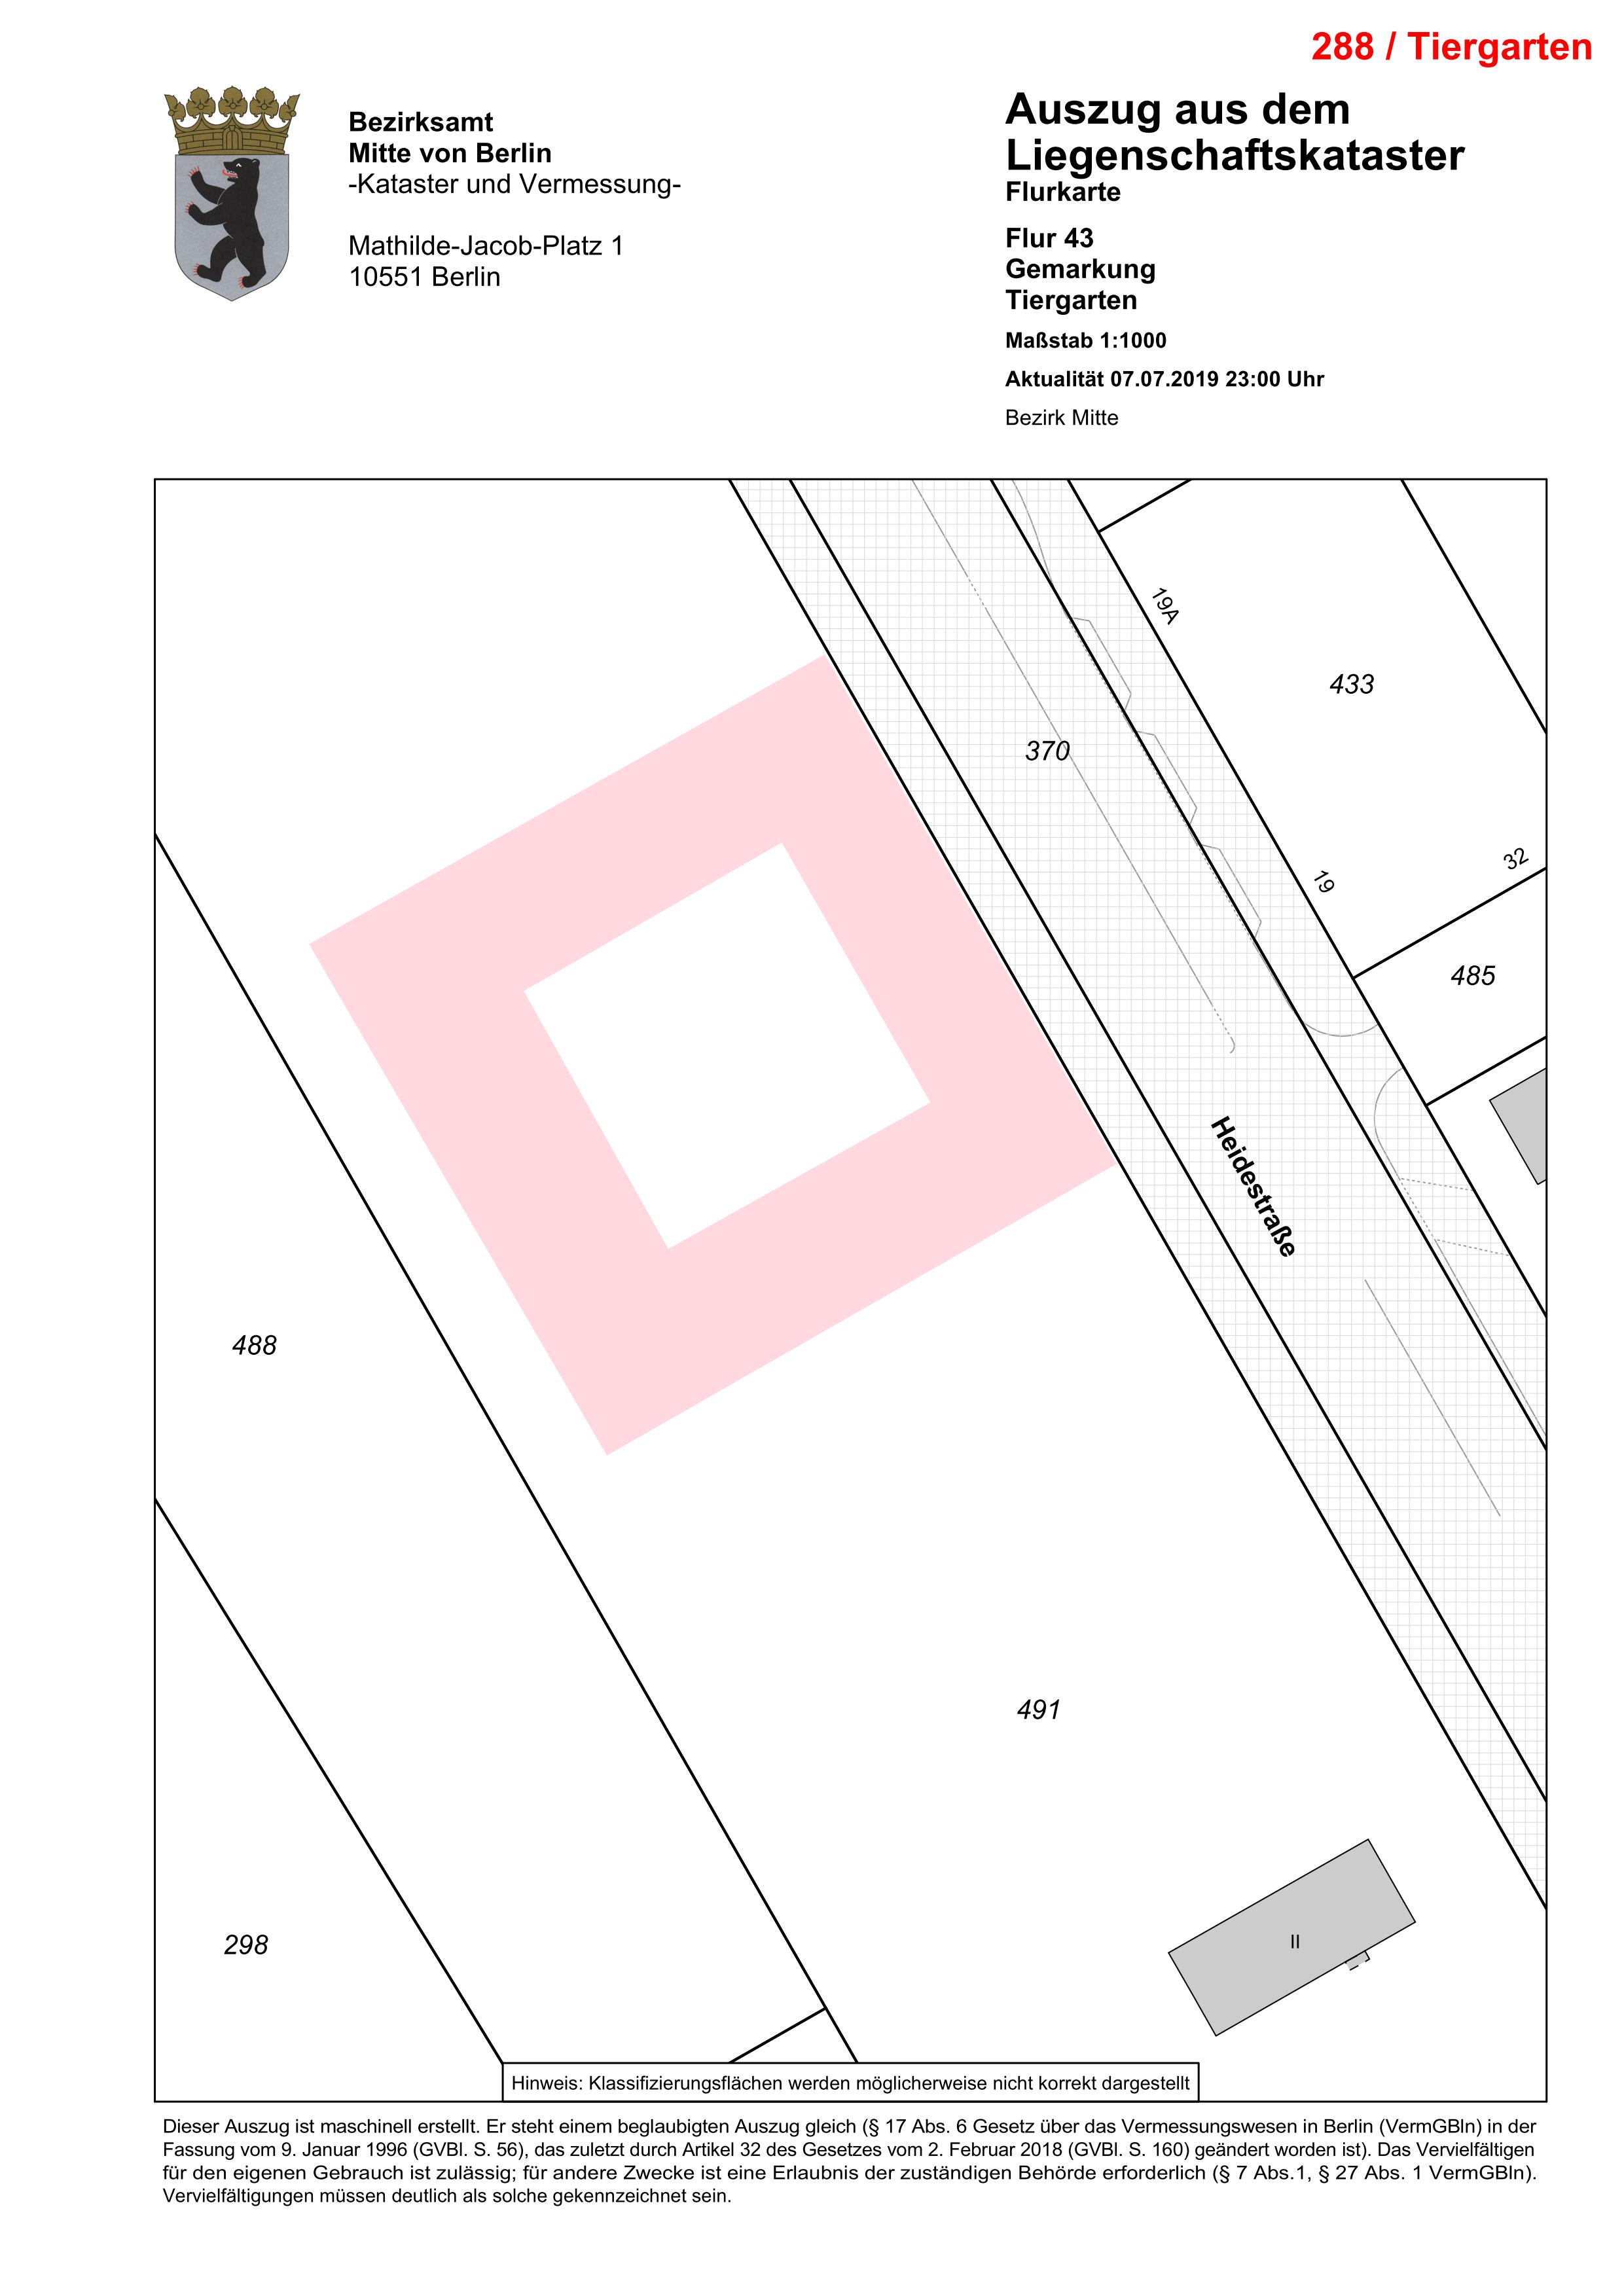 288 / Tiergarten
Bezirksamt
Mitte von Berlin
-Kataster und Vermessung-
Mathilde-Jacob-Platz 1
10551 Berlin
Auszug aus dem
Liegenschaftskataster
Flurkarte
Flur 43
Gemarkung
Tiergarten
Maßstab 1:1000
Aktualität 07.07.2019 23:00 Uhr
Bezirk Mitte
19A
433
370
32
19
485
Heidestraße
488
491
298
II
Hinweis: Klassifizierungsflächen werden möglicherweise nicht korrekt dargestellt
Dieser Auszug ist maschinell erstellt. Er steht einem beglaubigten Auszug gleich (§ 17 Abs. 6 Gesetz über das Vermessungswesen in Berlin (VermGBln) in der
Fassung vom 9. Januar 1996 (GVBl. S. 56), das zuletzt durch Artikel 32 des Gesetzes vom 2. Februar 2018 (GVBl. S. 160) geändert worden ist). Das Vervielfältigen
für den eigenen Gebrauch ist zulässig; für andere Zwecke ist eine Erlaubnis der zuständigen Behörde erforderlich (§ 7 Abs.1, § 27 Abs. 1 VermGBln).
Vervielfältigungen müssen deutlich als solche gekennzeichnet sein.